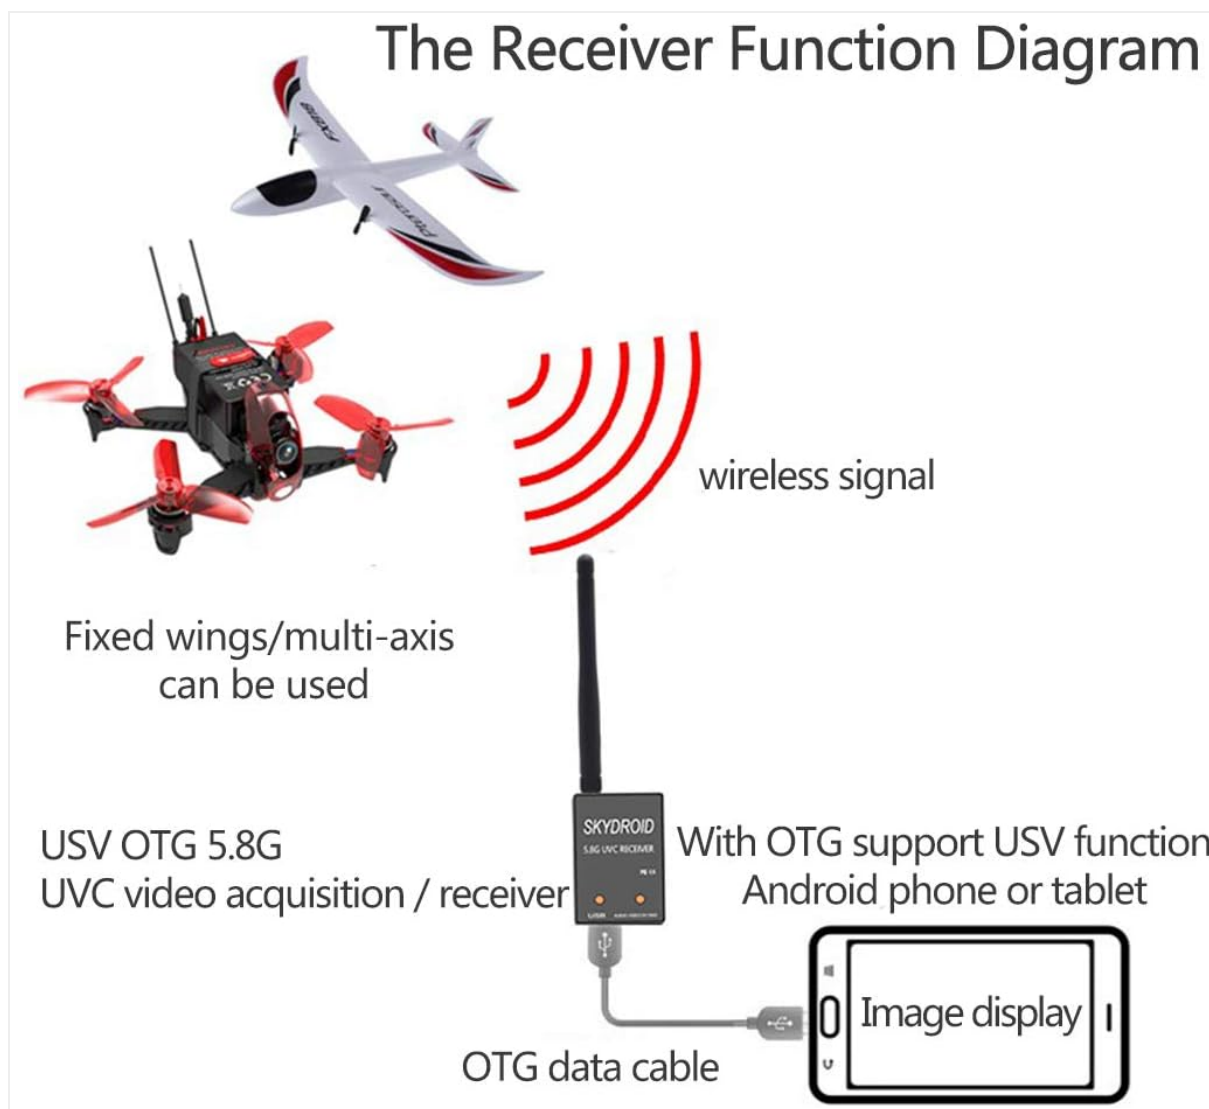 The Receiver Function Diagram
FX818
Pterosaur
wireless signal
Fixed wings/multi-axis
can be used
USV OTG 5.8G
UVC video acquisition / receiver
SKYDROID
5.8G UVC RECEIVER
With OTG support USV function
Android phone or tablet
Image display
OTG data cable